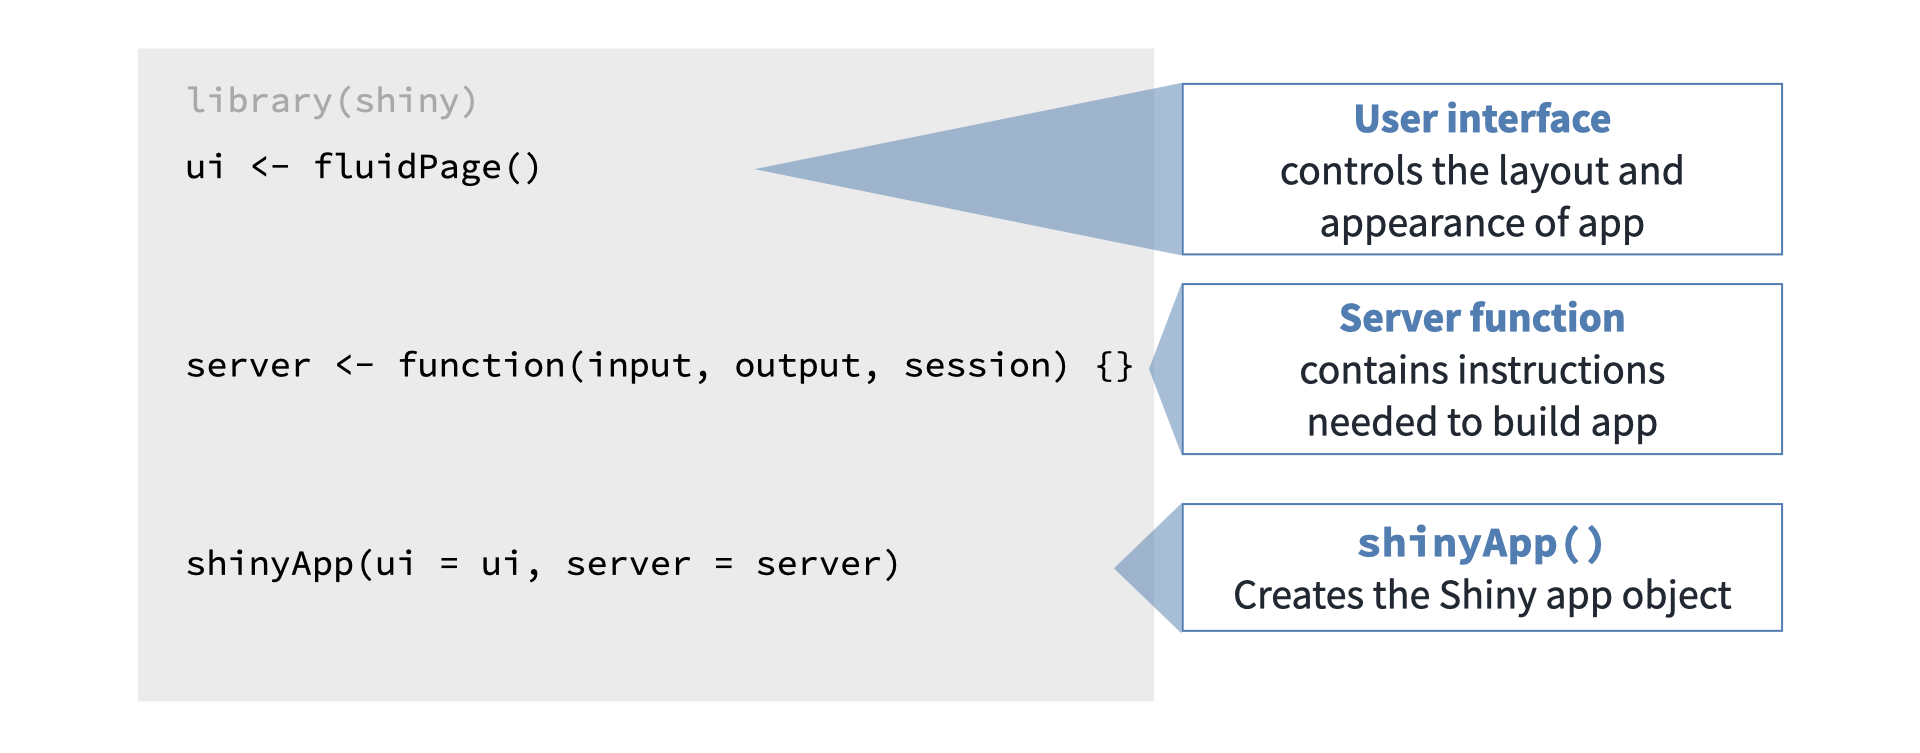 library(shiny)
ui <- fluidPage()
server <- function(input, output, session) {}
shinyApp(ui = ui, server = server)
User interface
controls the layout and
appearance of app
Server function
contains instructions
needed to build app
shinyApp()
Creates the Shiny app object